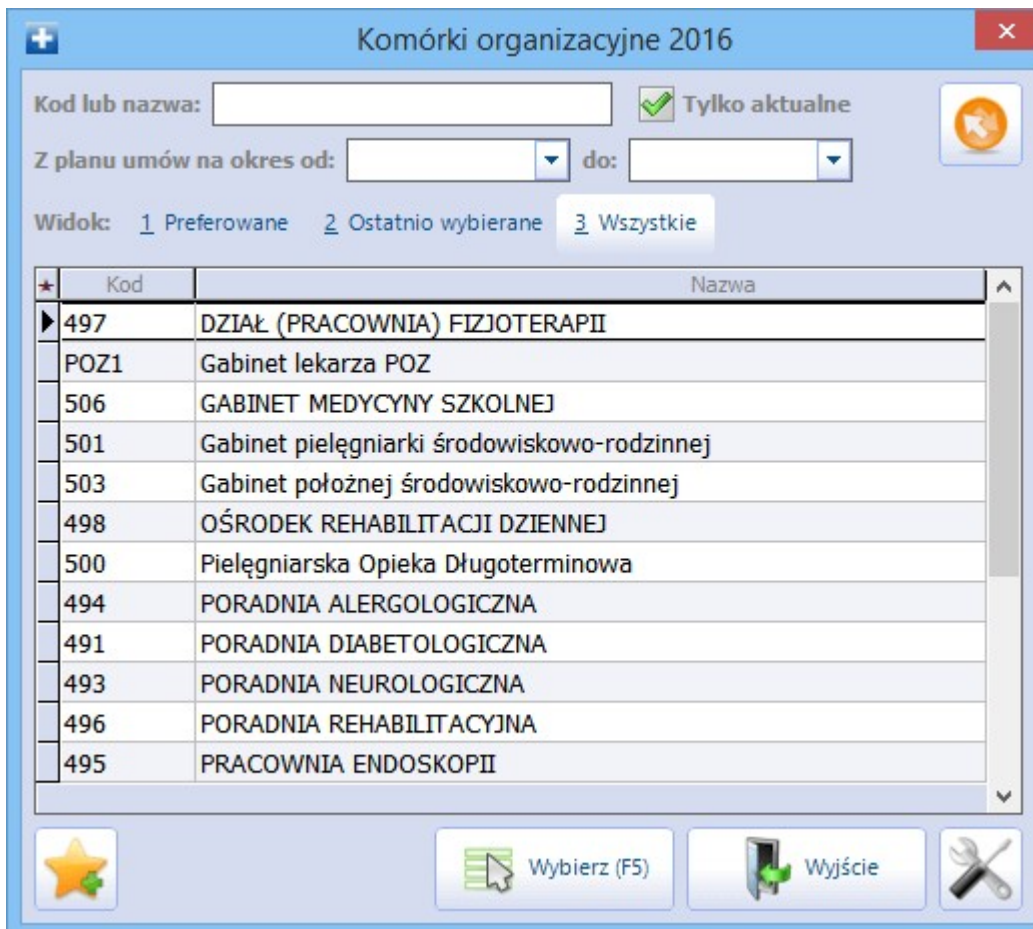 Komórki organizacyjne 2016
Kod lub nazwa: Tylko aktualne
Z planu umów na okres od: do:
Widok: 1 Preferowane 2 Ostatnio wybierane 3 Wszystkie
Kod Nazwa
497 DZIAŁ (PRACOWNIA) FIZJOTERAPII
POZ1 Gabinet lekarza POZ
506 GABINET MEDYCYNY SZKOLNEJ
501 Gabinet pielęgniarki środowiskowo-rodzinnej
503 Gabinet położnej środowiskowo-rodzinnej
498 OŚRODEK REHABILITACJI DZIENNEJ
500 Pielęgniarska Opieka Długoterminowa
494 PORADNIA ALERGOLOGICZNA
491 PORADNIA DIABETOLOGICZNA
493 PORADNIA NEUROLOGICZNA
496 PORADNIA REHABILITACYJNA
495 PRACOWNIA ENDOSKOPII
Wybierz (F5) Wyjście